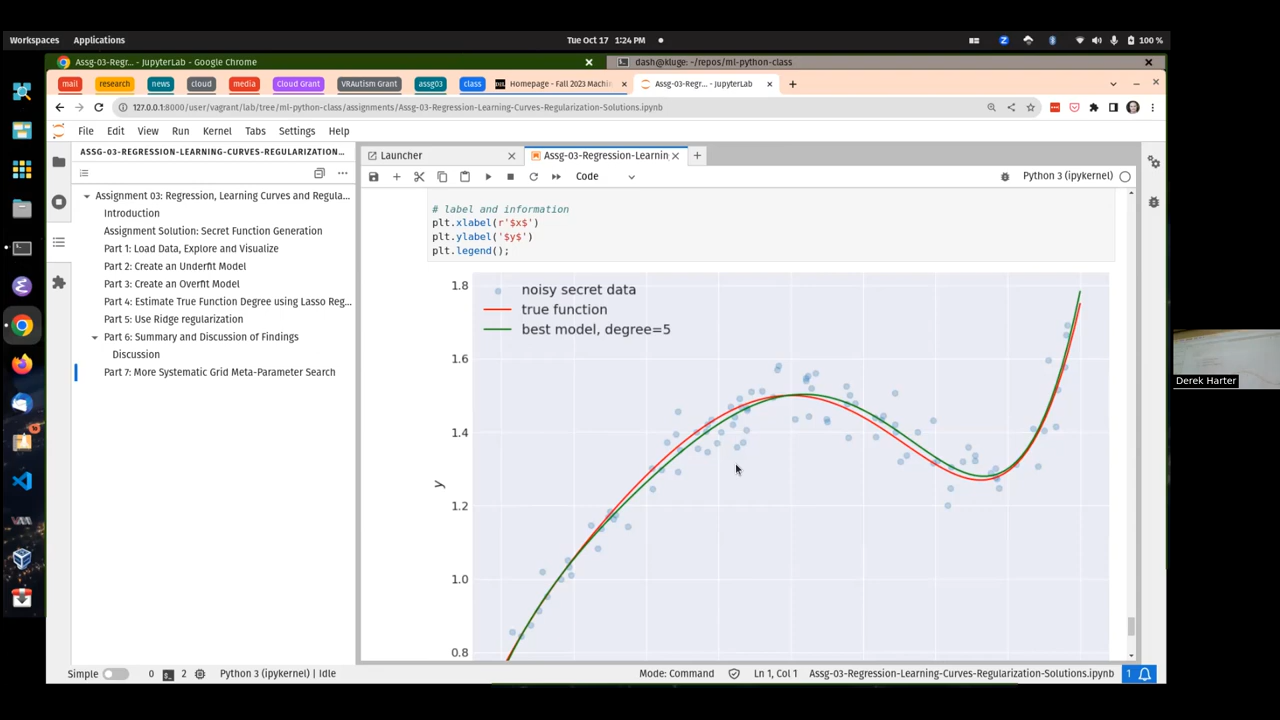 Workspaces Applications Tue Oct 17 1:24 PM 100 %
Assg-03-Regr... - JupyterLab - Google Chrome dash@kluge: ~/repos/ml-python-class
mail research news cloud media Cloud Grant VRAutism Grant assg03 class Homepage - Fall 2023 Machi Assg-03-Regr... - JupyterLab
127.0.0.1:8000/user/vagrant/lab/tree/ml-python-class/assignments/Assg-03-Regression-Learning-Curves-Regularization-Solutions.ipynb
File Edit View Run Kernel Tabs Settings Help
ASSG-03-REGRESSION-LEARNING-CURVES-REGULARIZATION...
Launcher Assg-03-Regression-Learnin
Code Python 3 (ipykernel)
Assignment 03: Regression, Learning Curves and Regula...
Introduction
Assignment Solution: Secret Function Generation
Part 1: Load Data, Explore and Visualize
Part 2: Create an Underfit Model
Part 3: Create an Overfit Model
Part 4: Estimate True Function Degree using Lasso Reg...
Part 5: Use Ridge regularization
Part 6: Summary and Discussion of Findings
Discussion
Part 7: More Systematic Grid Meta-Parameter Search
# label and information
plt.xlabel(r'$x$')
plt.ylabel('$y$')
plt.legend();
noisy secret data
true function
best model, degree=5
1.8
1.6
1.4
1.2
1.0
0.8
y
Derek Harter
Simple 0 2 Python 3 (ipykernel) | Idle Mode: Command Ln 1, Col 1 Assg-03-Regression-Learning-Curves-Regularization-Solutions.ipynb 1